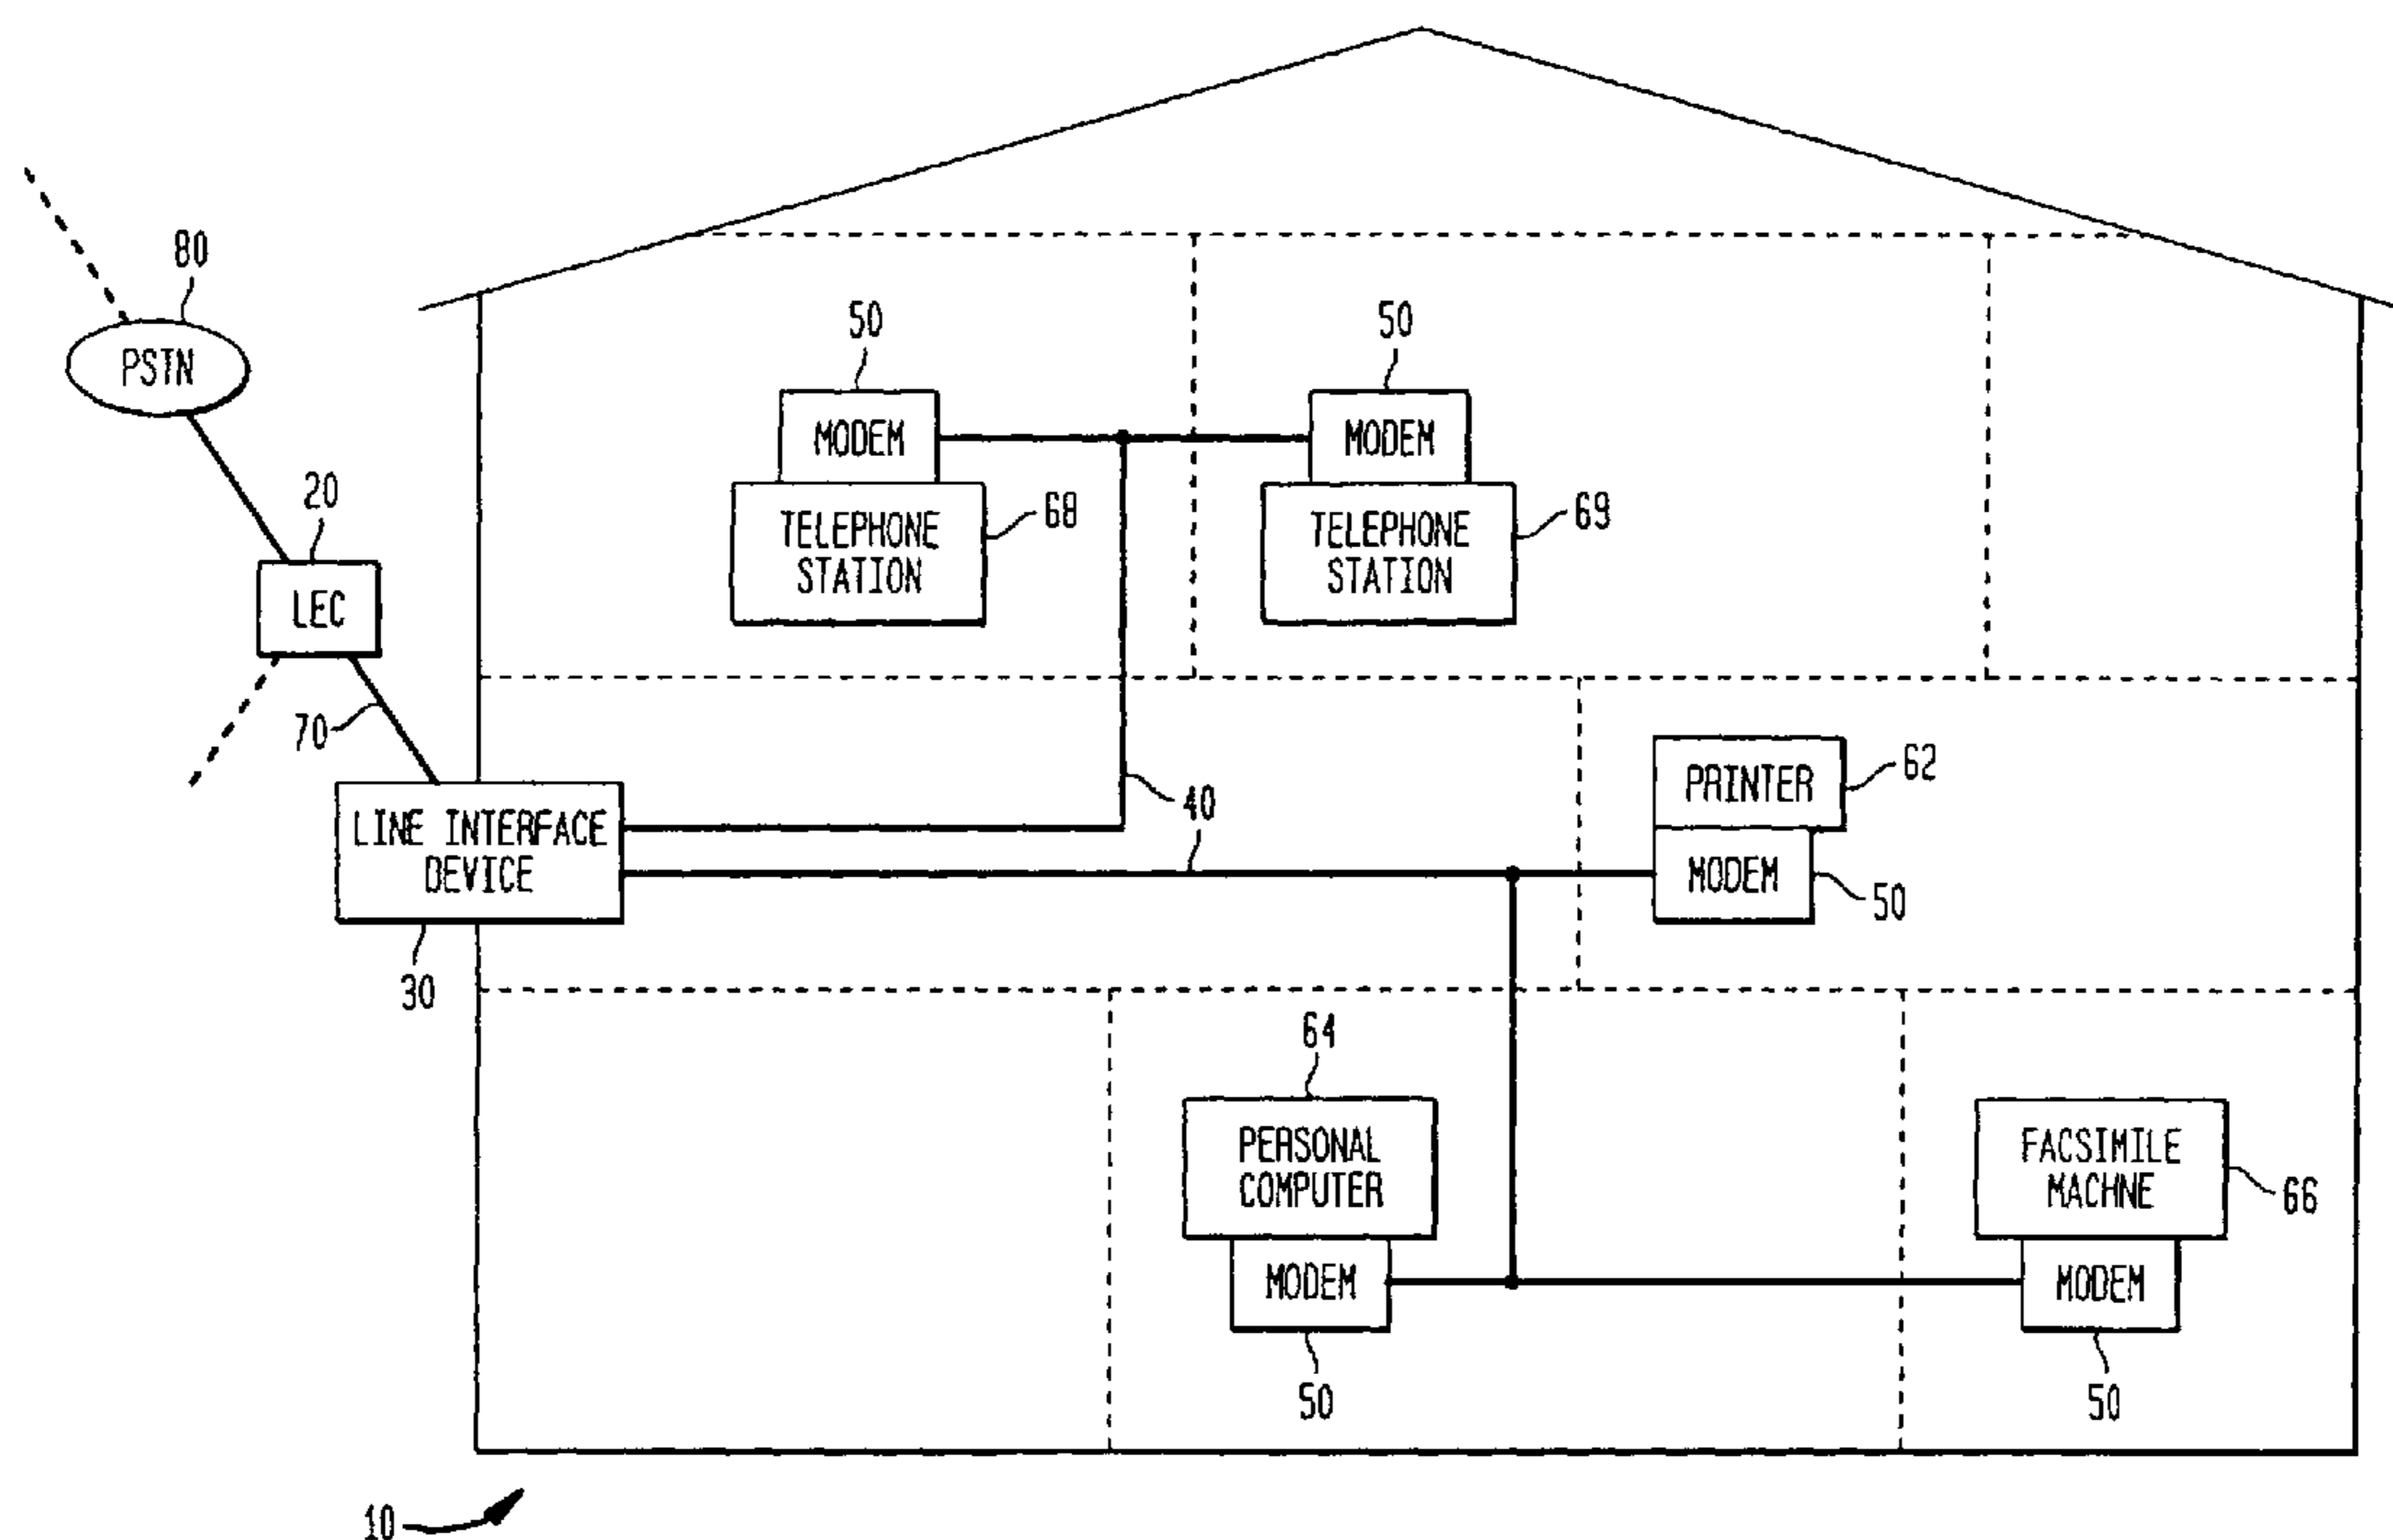 80
PSTN
50
50
MODEM
MODEM
20
68
69
TELEPHONE
STATION
TELEPHONE
STATION
LEC
70
62
PRINTER
40
LINE INTERFACE
DEVICE
MODEM
50
30
64
PERSONAL
COMPUTER
FACSIMILE
MACHNE
66
MODEM
MODEM
50
50
10